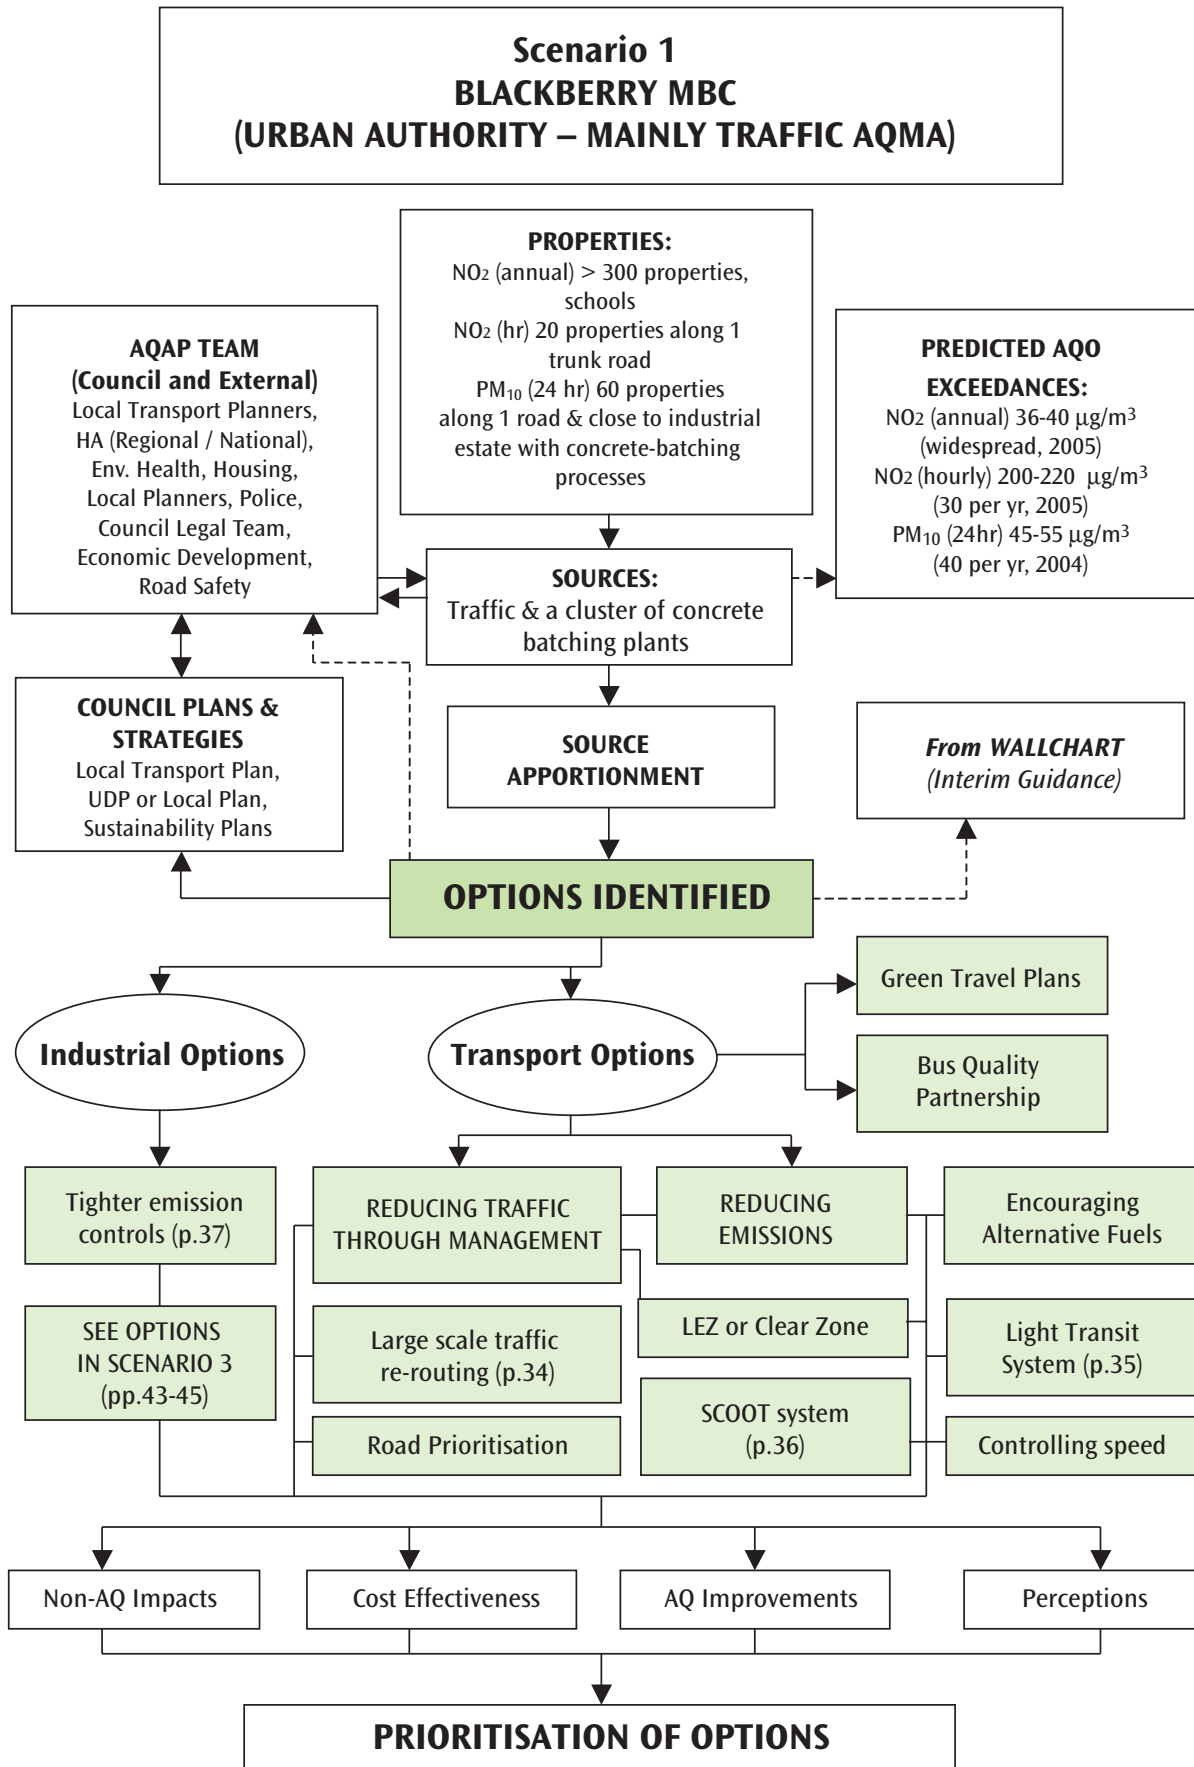 Scenario 1
BLACKBERRY MBC
(URBAN AUTHORITY – MAINLY TRAFFIC AQMA)
PROPERTIES:
NO2 (annual) > 300 properties,
schools
NO2 (hr) 20 properties along 1
trunk road
PM10 (24 hr) 60 properties
along 1 road & close to industrial
estate with concrete-batching
processes
AQAP TEAM
(Council and External)
Local Transport Planners,
HA (Regional / National),
Env. Health, Housing,
Local Planners, Police,
Council Legal Team,
Economic Development,
Road Safety
PREDICTED AQO
EXCEEDANCES:
NO2 (annual) 36-40 µg/m3
(widespread, 2005)
NO2 (hourly) 200-220 µg/m3
(30 per yr, 2005)
PM10 (24hr) 45-55 µg/m3
(40 per yr, 2004)
SOURCES:
Traffic & a cluster of concrete
batching plants
COUNCIL PLANS &
STRATEGIES
Local Transport Plan,
UDP or Local Plan,
Sustainability Plans
SOURCE
APPORTIONMENT
From WALLCHART
(Interim Guidance)
OPTIONS IDENTIFIED
Green Travel Plans
Industrial Options
Transport Options
Bus Quality
Partnership
Tighter emission
controls (p.37)
REDUCING TRAFFIC
THROUGH MANAGEMENT
REDUCING
EMISSIONS
Encouraging
Alternative Fuels
SEE OPTIONS
IN SCENARIO 3
(pp.43-45)
Large scale traffic
re-routing (p.34)
LEZ or Clear Zone
Light Transit
System (p.35)
Road Prioritisation
SCOOT system
(p.36)
Controlling speed
Non-AQ Impacts
Cost Effectiveness
AQ Improvements
Perceptions
PRIORITISATION OF OPTIONS